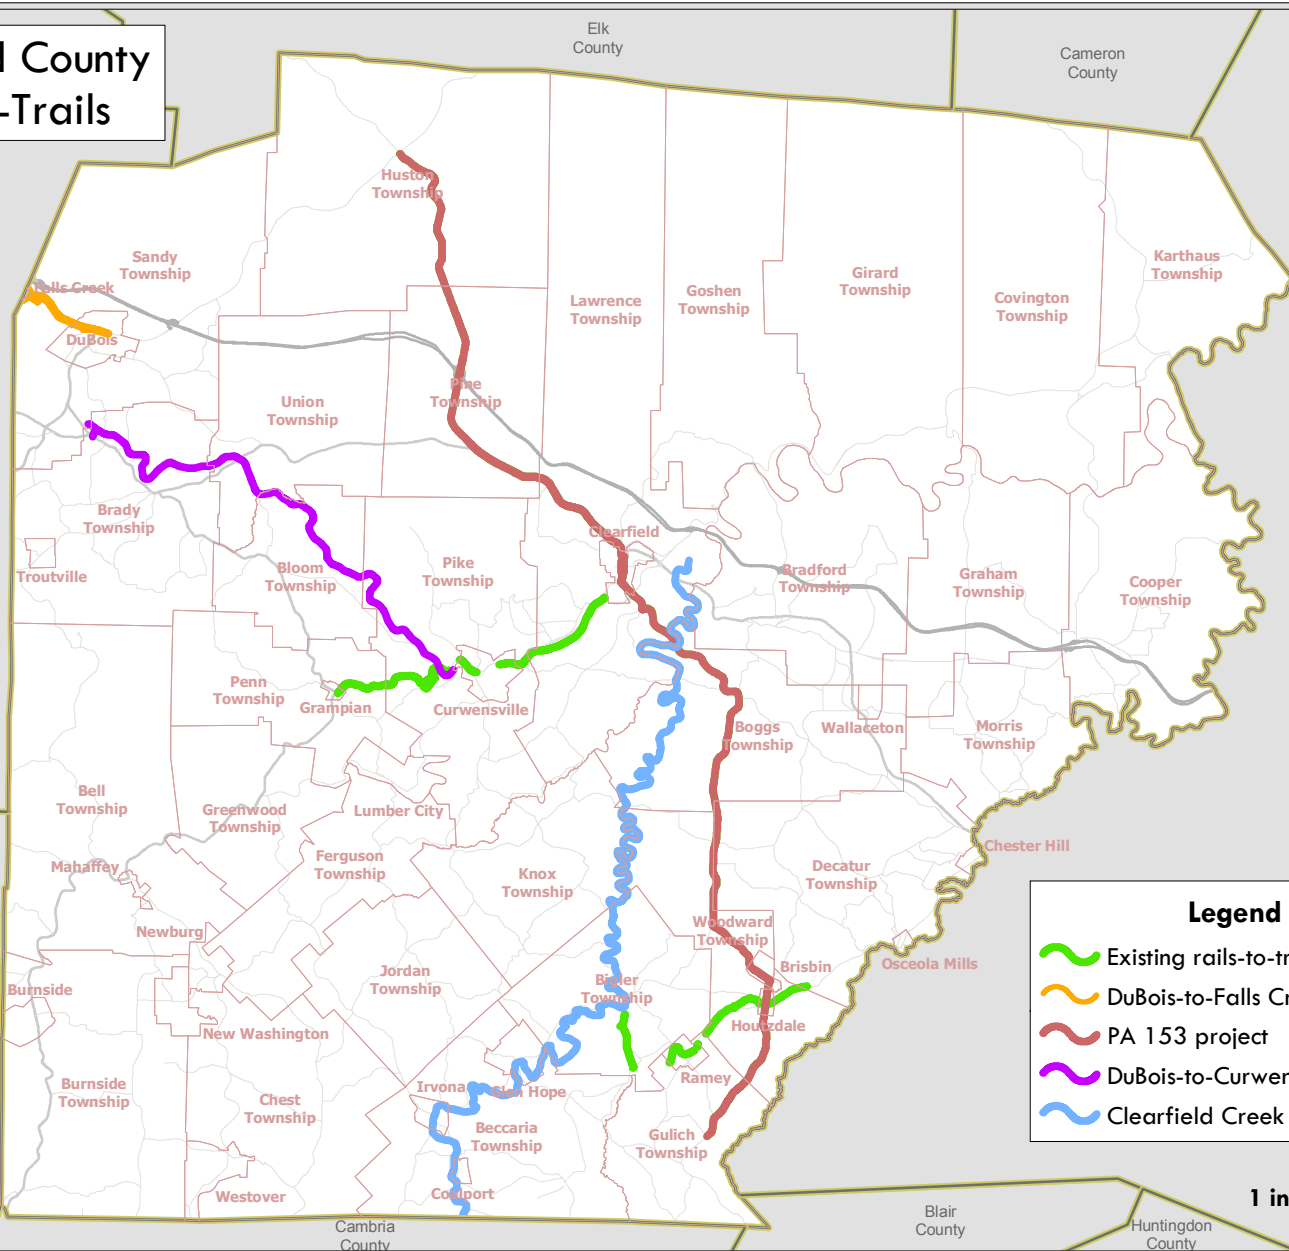 County
-Trails
Elk
County
Cameron
County
Huston
Township
Sandy
Township
Falls Creek
DuBois
Karthaus
Township
Girard
Township
Goshen
Township
Lawrence
Township
Covington
Township
Pine
Township
Union
Township
Brady
Township
Troutville
Bloom
Township
Pike
Township
Clearfield
Bradford
Township
Graham
Township
Cooper
Township
Penn
Township
Grampian
Curwensville
Boggs
Township
Wallaceton
Morris
Township
Bell
Township
Greenwood
Township
Lumber City
Chester Hill
Mahaffey
Ferguson
Township
Knox
Township
Decatur
Township
Newburg
Woodward
Township
Brisbin
Osceola Mills
Burnside
Jordan
Township
Bigler
Township
Houtzdale
New Washington
Ramey
Burnside
Township
Chest
Township
Irvona
Glen Hope
Beccaria
Township
Gulich
Township
Westover
Coalport
Cambria
County
Blair
County
Huntingdon
County
Legend
Existing rails-to-tr
DuBois-to-Falls Cr
PA 153 project
DuBois-to-Curwen
Clearfield Creek
1 in